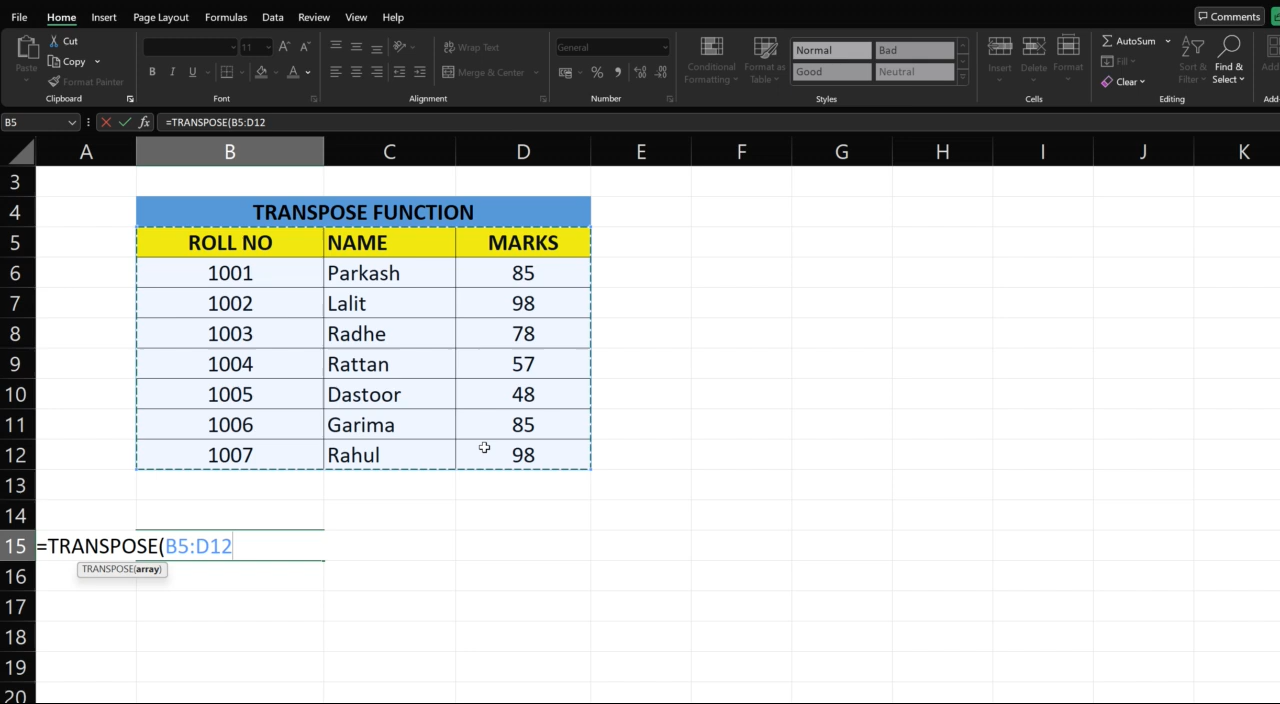 File Home Insert Page Layout Formulas Data Review View Help Comments
Paste Cut Copy Format Painter Clipboard
11 A A B I U A Font
Wrap Text Merge & Center Alignment
General % Number
Conditional Formatting Format as Table Normal Bad Good Neutral Styles
Insert Delete Format Cells
AutoSum Fill Clear Sort & Filter Find & Select Editing
B5 fx =TRANSPOSE(B5:D12
A B C D E F G H I J K
3
4 TRANSPOSE FUNCTION
5 ROLL NO NAME MARKS
6 1001 Parkash 85
7 1002 Lalit 98
8 1003 Radhe 78
9 1004 Rattan 57
10 1005 Dastoor 48
11 1006 Garima 85
12 1007 Rahul 98
13
14
15 =TRANSPOSE(B5:D12
TRANSPOSE(array)
16
17
18
19
20